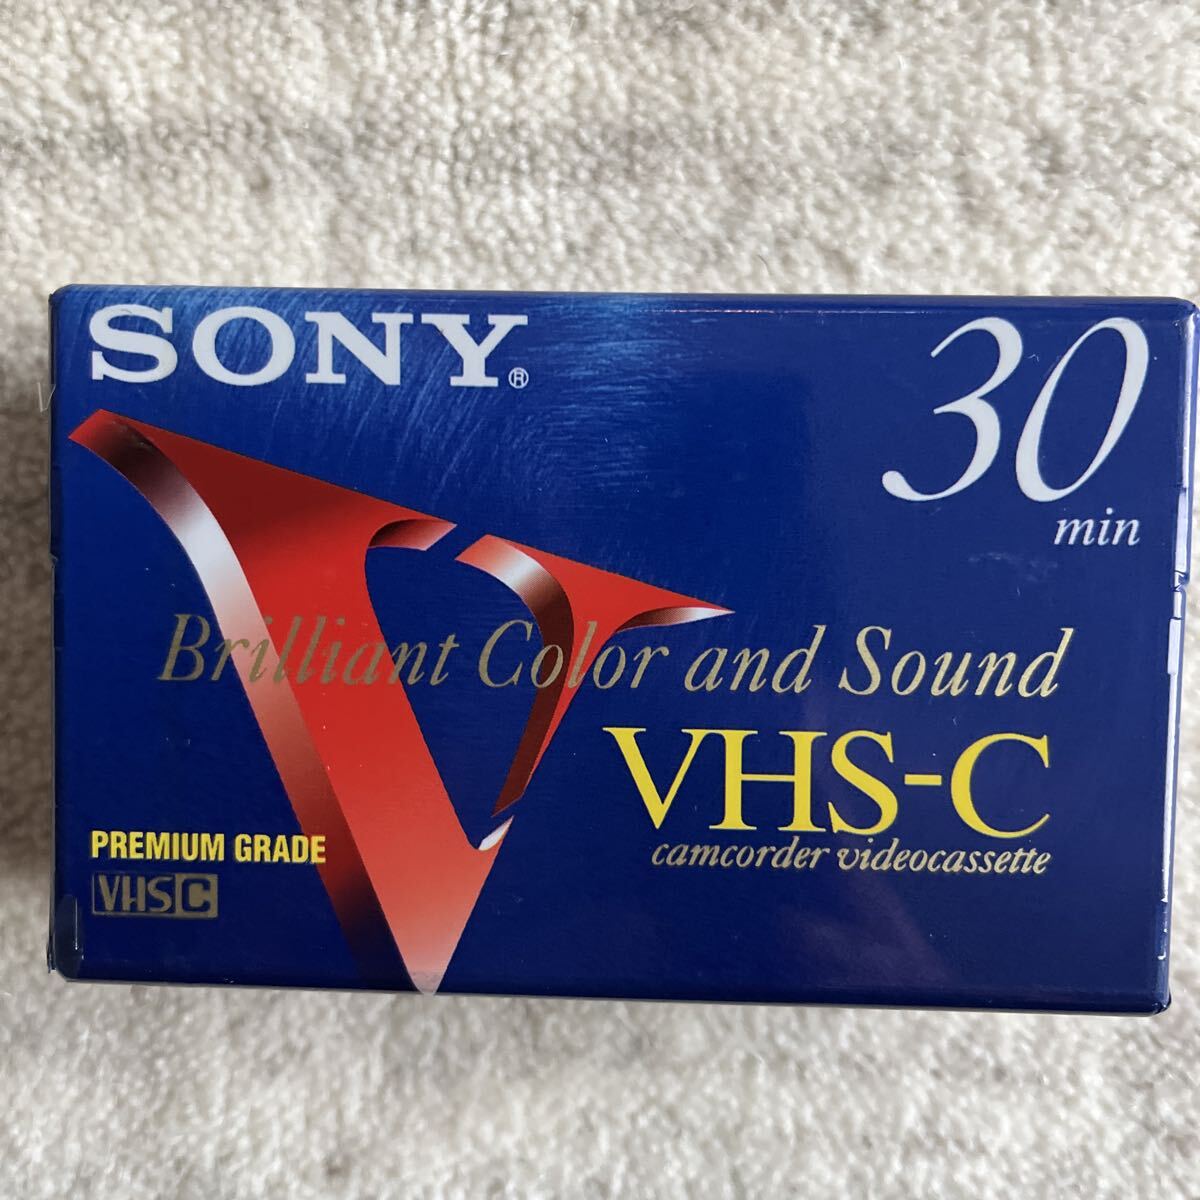 SONY®
30
min
Brilliant Color and Sound
VHS-C
camcorder videocassette
PREMIUM GRADE
VHS C